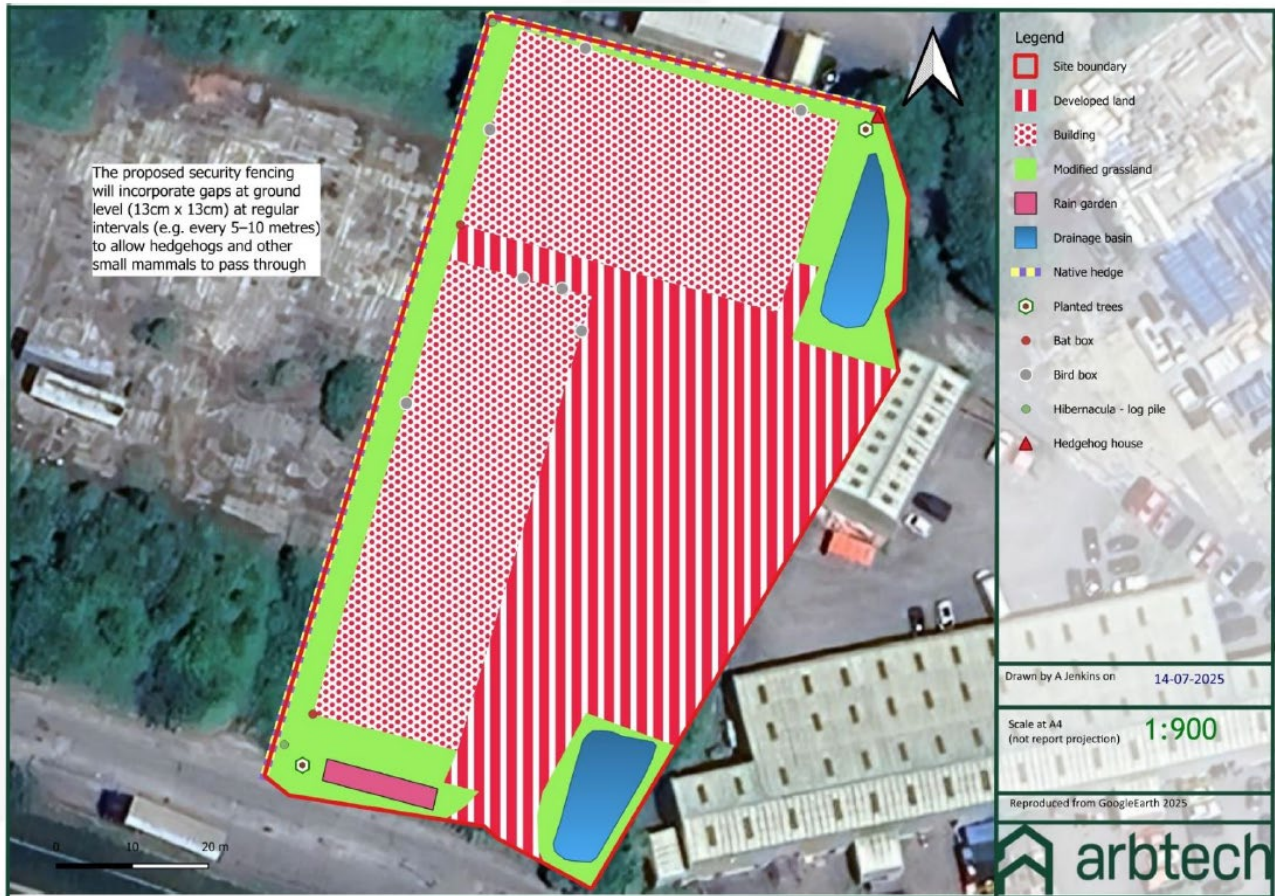 The proposed security fencing
will incorporate gaps at ground
level (13cm x 13cm) at regular
intervals (e.g. every 5–10 metres)
to allow hedgehogs and other
small mammals to pass through
0 10 20 m
Legend
Site boundary
Developed land
Building
Modified grassland
Rain garden
Drainage basin
Native hedge
Planted trees
Bat box
Bird box
Hibernacula - log pile
Hedgehog house
Drawn by A Jenkins on 14-07-2025
Scale at A4
(not report projection) 1:900
Reproduced from GoogleEarth 2025
arbtech